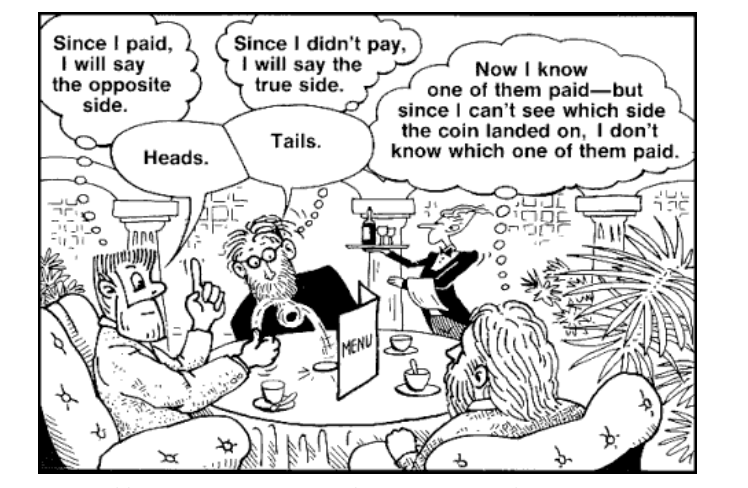 Since I paid,
I will say
the opposite
side.
Since I didn't pay,
I will say the
true side.
Now I know
one of them paid—but
since I can't see which side
the coin landed on, I don't
know which one of them paid.
Heads.
Tails.
MENU